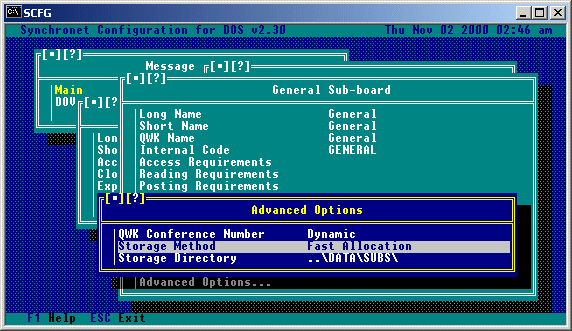 SCFG
Synchronet Configuration for DOS v2.30 Thu Nov 02 2000 02:46 am
[■][?]
Message [■][?]
[■][?]
General Sub-board
Main
DOV [■][?]
Long Name General
Short Name General
QWK Name General
Lon Internal Code GENERAL
Sho Access Requirements
Acc Reading Requirements
Clo Posting Requirements
Exp
[■][?]
Advanced Options
QWK Conference Number Dynamic
Storage Method Fast Allocation
Storage Directory ..\DATA\SUBS\
Advanced Options...
F1 Help ESC Exit